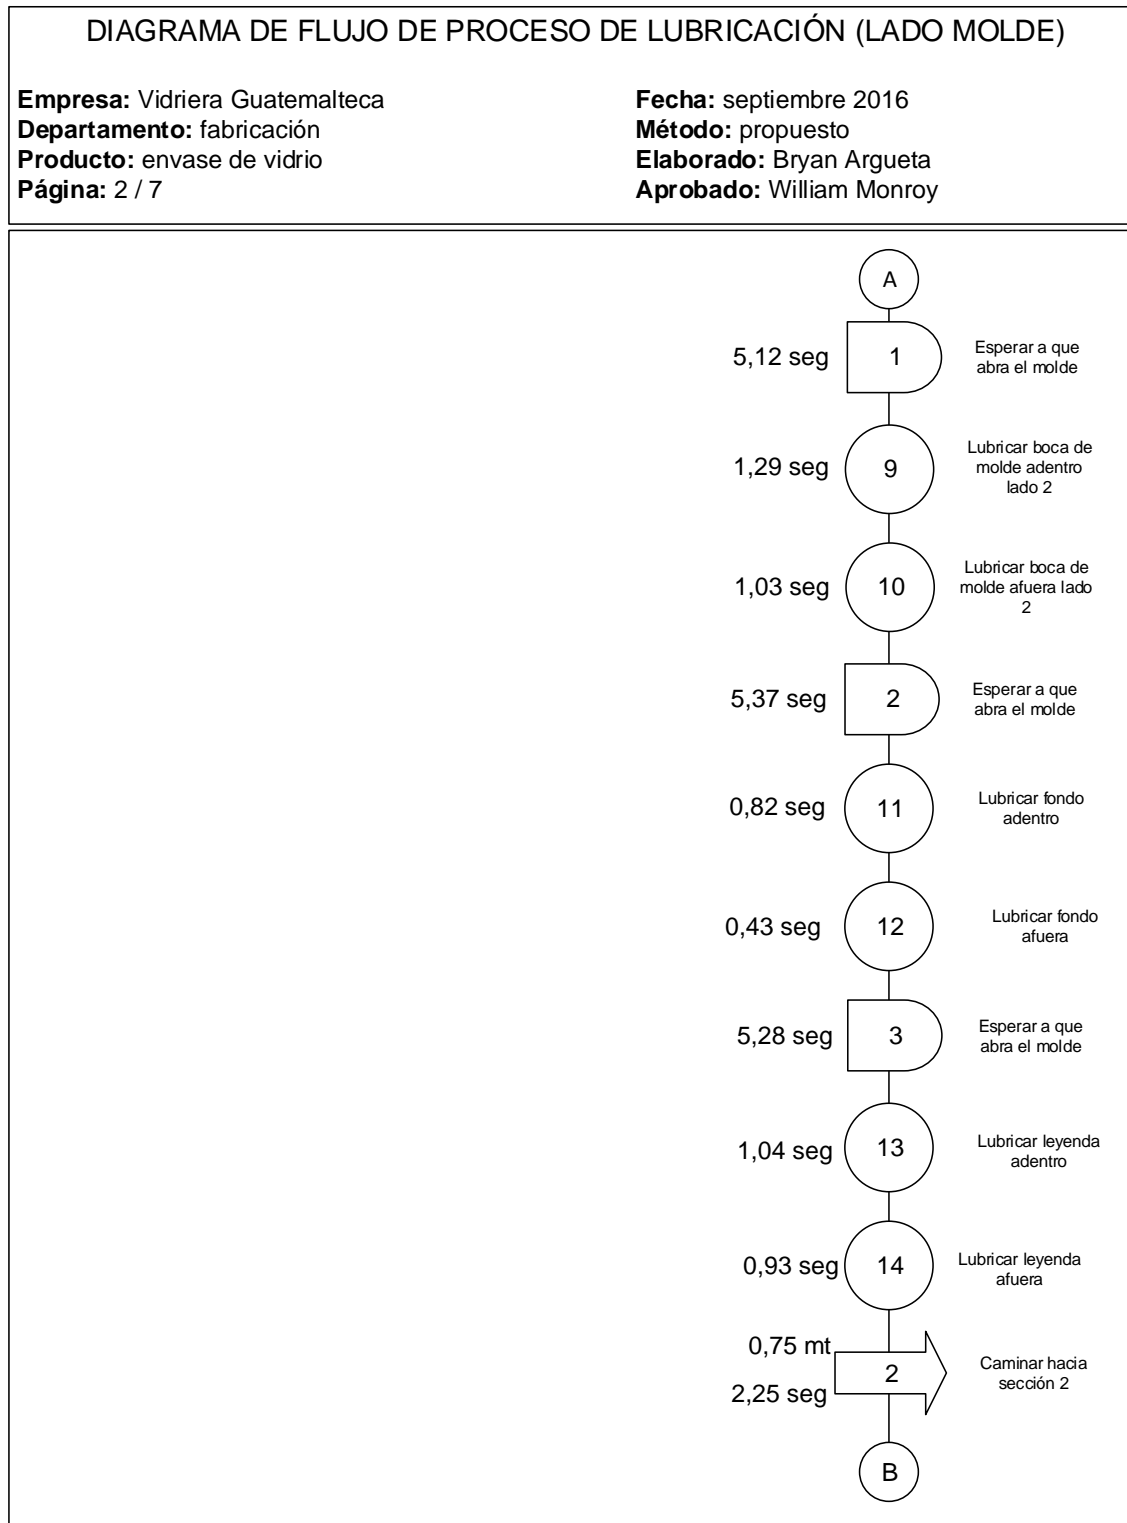 DIAGRAMA DE FLUJO DE PROCESO DE LUBRICACIÓN (LADO MOLDE)
Empresa: Vidriera Guatemalteca
Departamento: fabricación
Producto: envase de vidrio
Página: 2 / 7
Fecha: septiembre 2016
Método: propuesto
Elaborado: Bryan Argueta
Aprobado: William Monroy
A
5,12 seg
1
Esperar a que
abra el molde
1,29 seg
9
Lubricar boca de
molde adentro
lado 2
1,03 seg
10
Lubricar boca de
molde afuera lado
2
5,37 seg
2
Esperar a que
abra el molde
0,82 seg
11
Lubricar fondo
adentro
0,43 seg
12
Lubricar fondo
afuera
5,28 seg
3
Esperar a que
abra el molde
1,04 seg
13
Lubricar leyenda
adentro
0,93 seg
14
Lubricar leyenda
afuera
0,75 mt
2,25 seg
2
Caminar hacia
sección 2
B